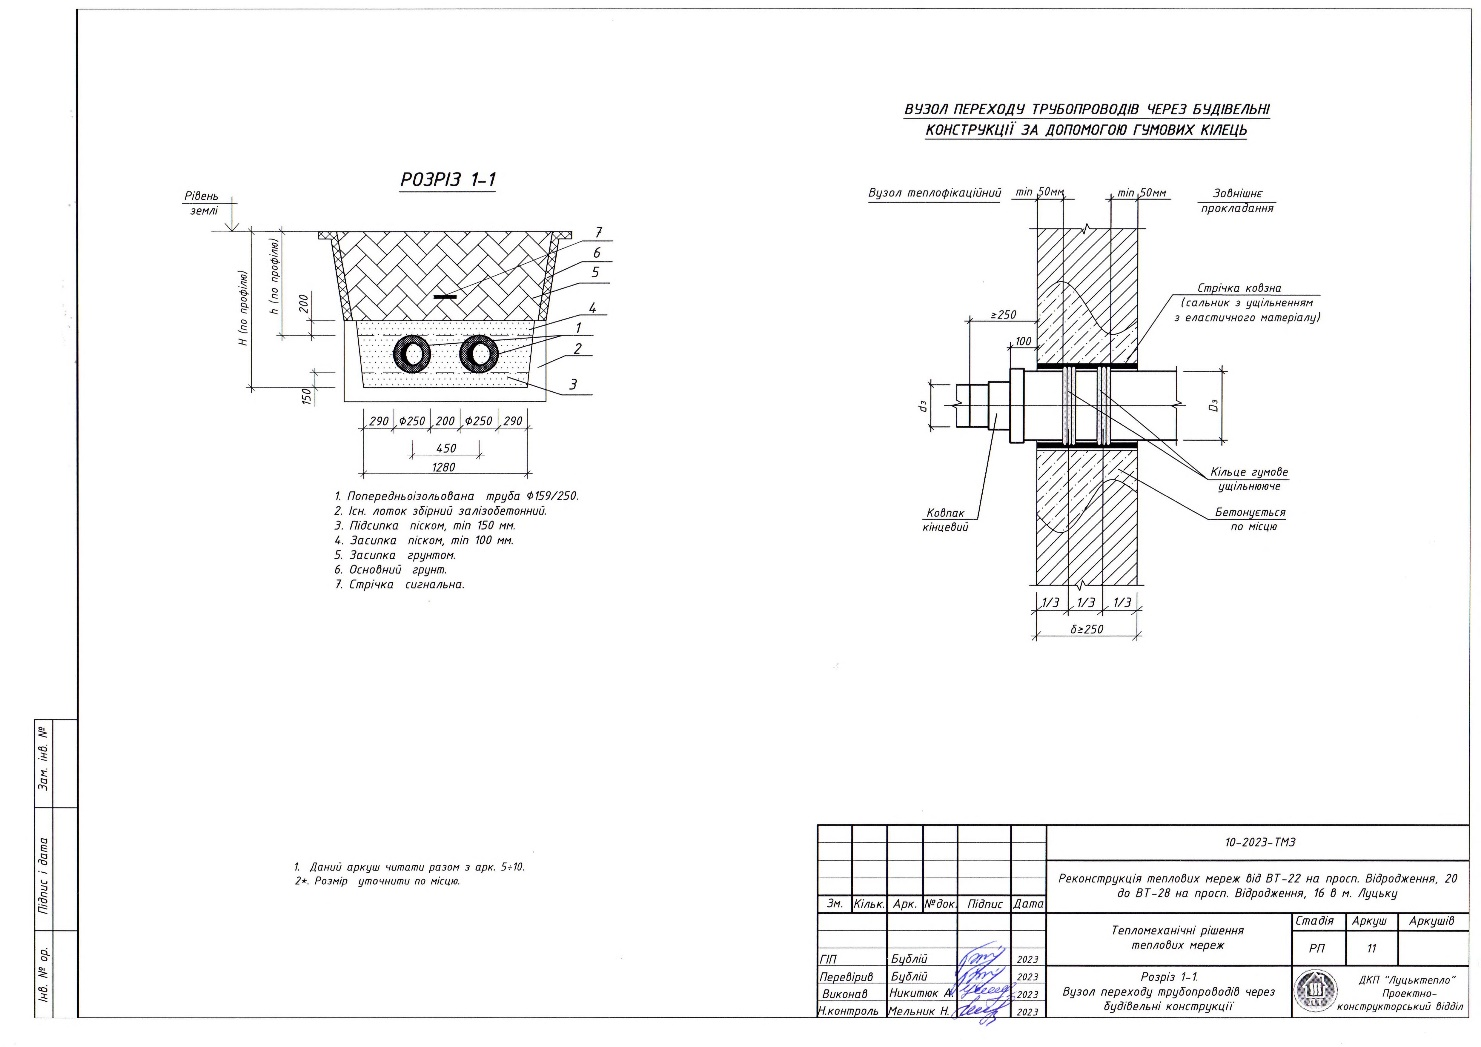 ВУЗОЛ ПЕРЕХОДУ ТРУБОПРОВОДІВ ЧЕРЕЗ БУДІВЕЛЬНІ
КОНСТРУКЦІЇ ЗА ДОПОМОГОЮ ГУМОВИХ КІЛЕЦЬ
РОЗРІЗ 1-1
Рівень
землі
H (по профілю)
h (по профілю)
200
150
7
6
5
4
1
2
3
290 Ф250 200 Ф250 290
450
1280
1. Попередньоізольована труба Ф159/250.
2. Існ. лоток збірний залізобетонний.
3. Підсипка піском, min 150 мм.
4. Засипка піском, min 100 мм.
5. Засипка грунтом.
6. Основний грунт.
7. Стрічка сигнальна.
Вузол теплофікаційний
min 50мм
min 50мм
Зовнішнє
прокладання
Стрічка ковзна
(сальник з ущільненням
з еластичного матеріалу)
≥250
100
dз
Dз
Кільце гумове
ущільнююче
Ковпак
кінцевий
Бетонується
по місцю
1/3 1/3 1/3
δ≥250
1. Даний аркуш читати разом з арк. 5÷10.
2*. Розмір уточнити по місцю.
Зам. інв. №
Підпис і дата
Інв. № ор.
10-2023-ТМЗ
Реконструкція теплових мереж від ВТ-22 на просп. Відродження, 20
до ВТ-28 на просп. Відродження, 16 в м. Луцьку
Зм. Кільк. Арк. №док. Підпис Дата
Тепломеханічні рішення
теплових мереж
Стадія Аркуш Аркушів
РП 11
ГІП Бублій 2023
Перевірив Бублій 2023
Виконав Никитюк А. 2023
Н.контроль Мельник Н. 2023
Розріз 1-1.
Вузол переходу трубопроводів через
будівельні конструкції
ДКП "Луцьктепло"
Проектно-
конструкторський відділ